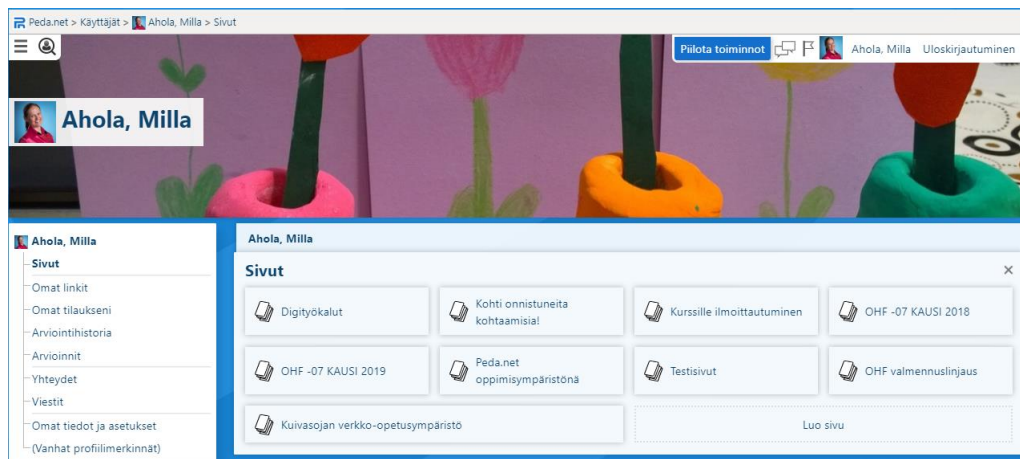 Peda.net > Käyttäjät > Ahola, Milla > Sivut
Piilota toiminnot Ahola, Milla Uloskirjautuminen
Ahola, Milla
Ahola, Milla
Sivut
Omat linkit
Omat tilaukseni
Arviointihistoria
Arvioinnit
Yhteydet
Viestit
Omat tiedot ja asetukset
(Vanhat profiilimerkinnät)
Ahola, Milla
Sivut
Digityökalut
Kohti onnistuneita
kohtaamisia!
Kurssille ilmoittautuminen
OHF -07 KAUSI 2018
OHF -07 KAUSI 2019
Peda.net
oppimisympäristönä
Testisivut
OHF valmennuslinjaus
Kuivasojan verkko-opetusympäristö
Luo sivu